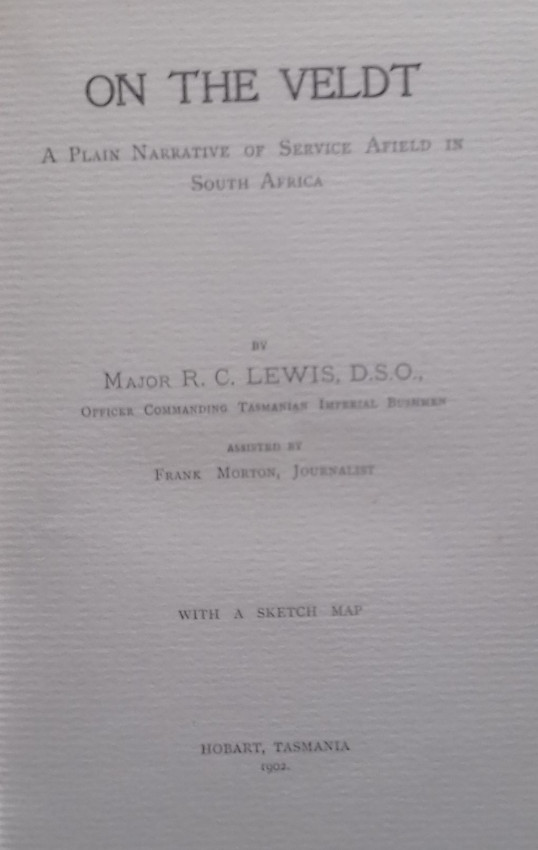 ON THE VELDT
A PLAIN NARRATIVE OF SERVICE AFIELD IN
SOUTH AFRICA
BY
MAJOR R. C. LEWIS, D.S.O.,
OFFICER COMMANDING TASMANIAN IMPERIAL BUSHMEN
ASSISTED BY
FRANK MORTON, JOURNALIST
WITH A SKETCH MAP
HOBART, TASMANIA
1902.